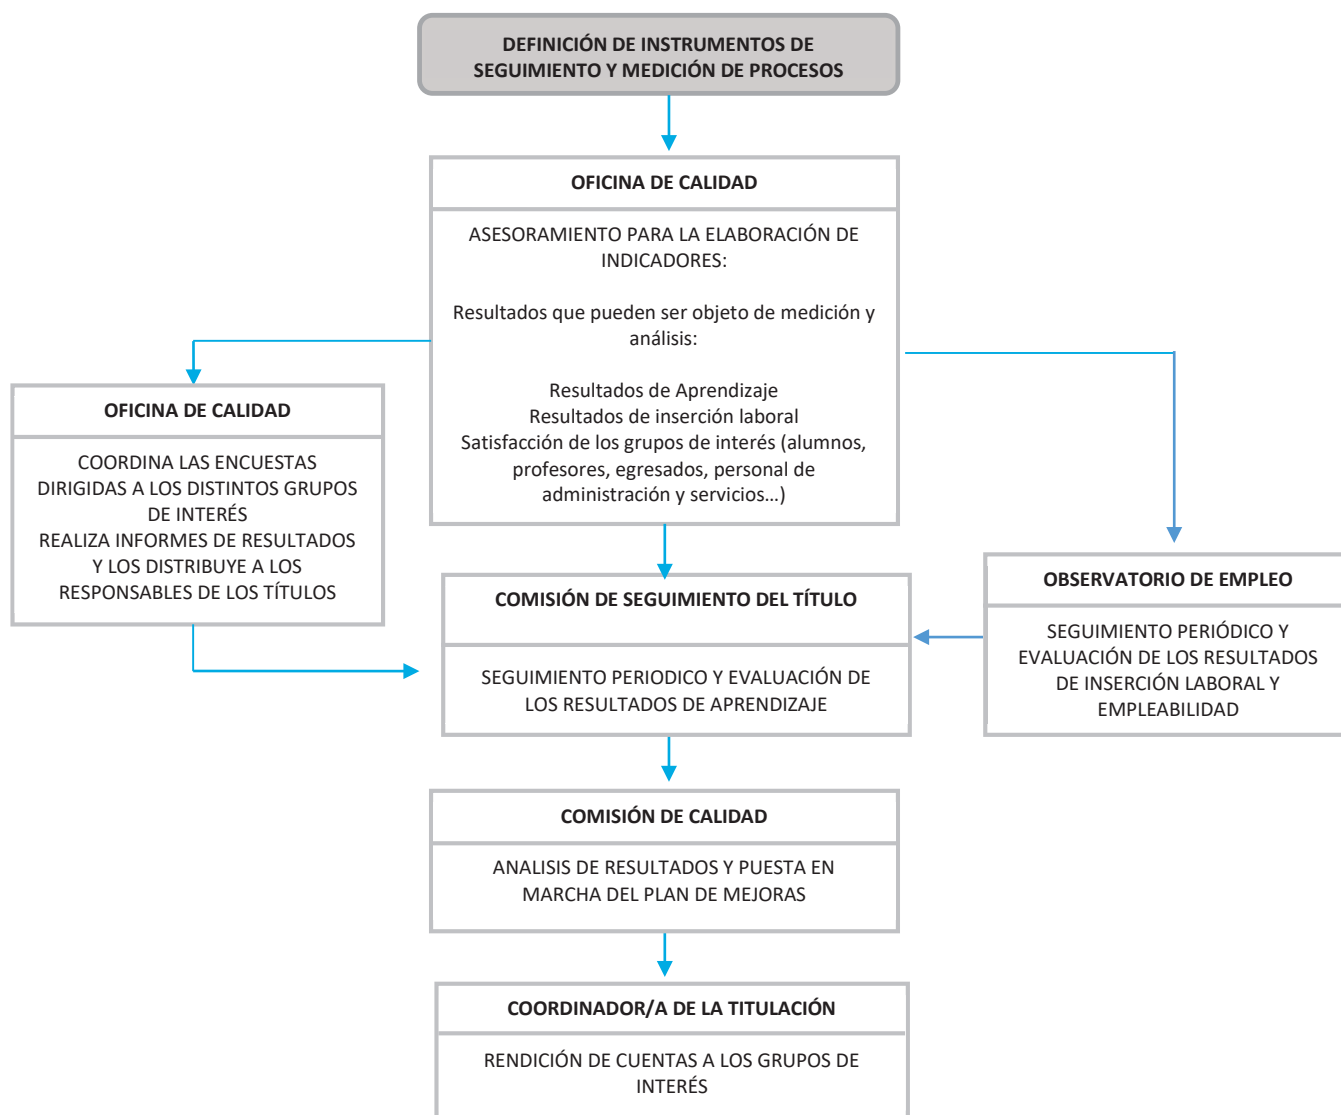 DEFINICIÓN DE INSTRUMENTOS DE
SEGUIMIENTO Y MEDICIÓN DE PROCESOS
OFICINA DE CALIDAD
ASESORAMIENTO PARA LA ELABORACIÓN DE
INDICADORES:
Resultados que pueden ser objeto de medición y
análisis:
Resultados de Aprendizaje
Resultados de inserción laboral
Satisfacción de los grupos de interés (alumnos,
profesores, egresados, personal de
administración y servicios…)
OFICINA DE CALIDAD
COORDINA LAS ENCUESTAS
DIRIGIDAS A LOS DISTINTOS GRUPOS
DE INTERÉS
REALIZA INFORMES DE RESULTADOS
Y LOS DISTRIBUYE A LOS
RESPONSABLES DE LOS TÍTULOS
OBSERVATORIO DE EMPLEO
SEGUIMIENTO PERIÓDICO Y
EVALUACIÓN DE LOS RESULTADOS
DE INSERCIÓN LABORAL Y
EMPLEABILIDAD
COMISIÓN DE SEGUIMIENTO DEL TÍTULO
SEGUIMIENTO PERIODICO Y EVALUACIÓN DE
LOS RESULTADOS DE APRENDIZAJE
COMISIÓN DE CALIDAD
ANALISIS DE RESULTADOS Y PUESTA EN
MARCHA DEL PLAN DE MEJORAS
COORDINADOR/A DE LA TITULACIÓN
RENDICIÓN DE CUENTAS A LOS GRUPOS DE
INTERÉS